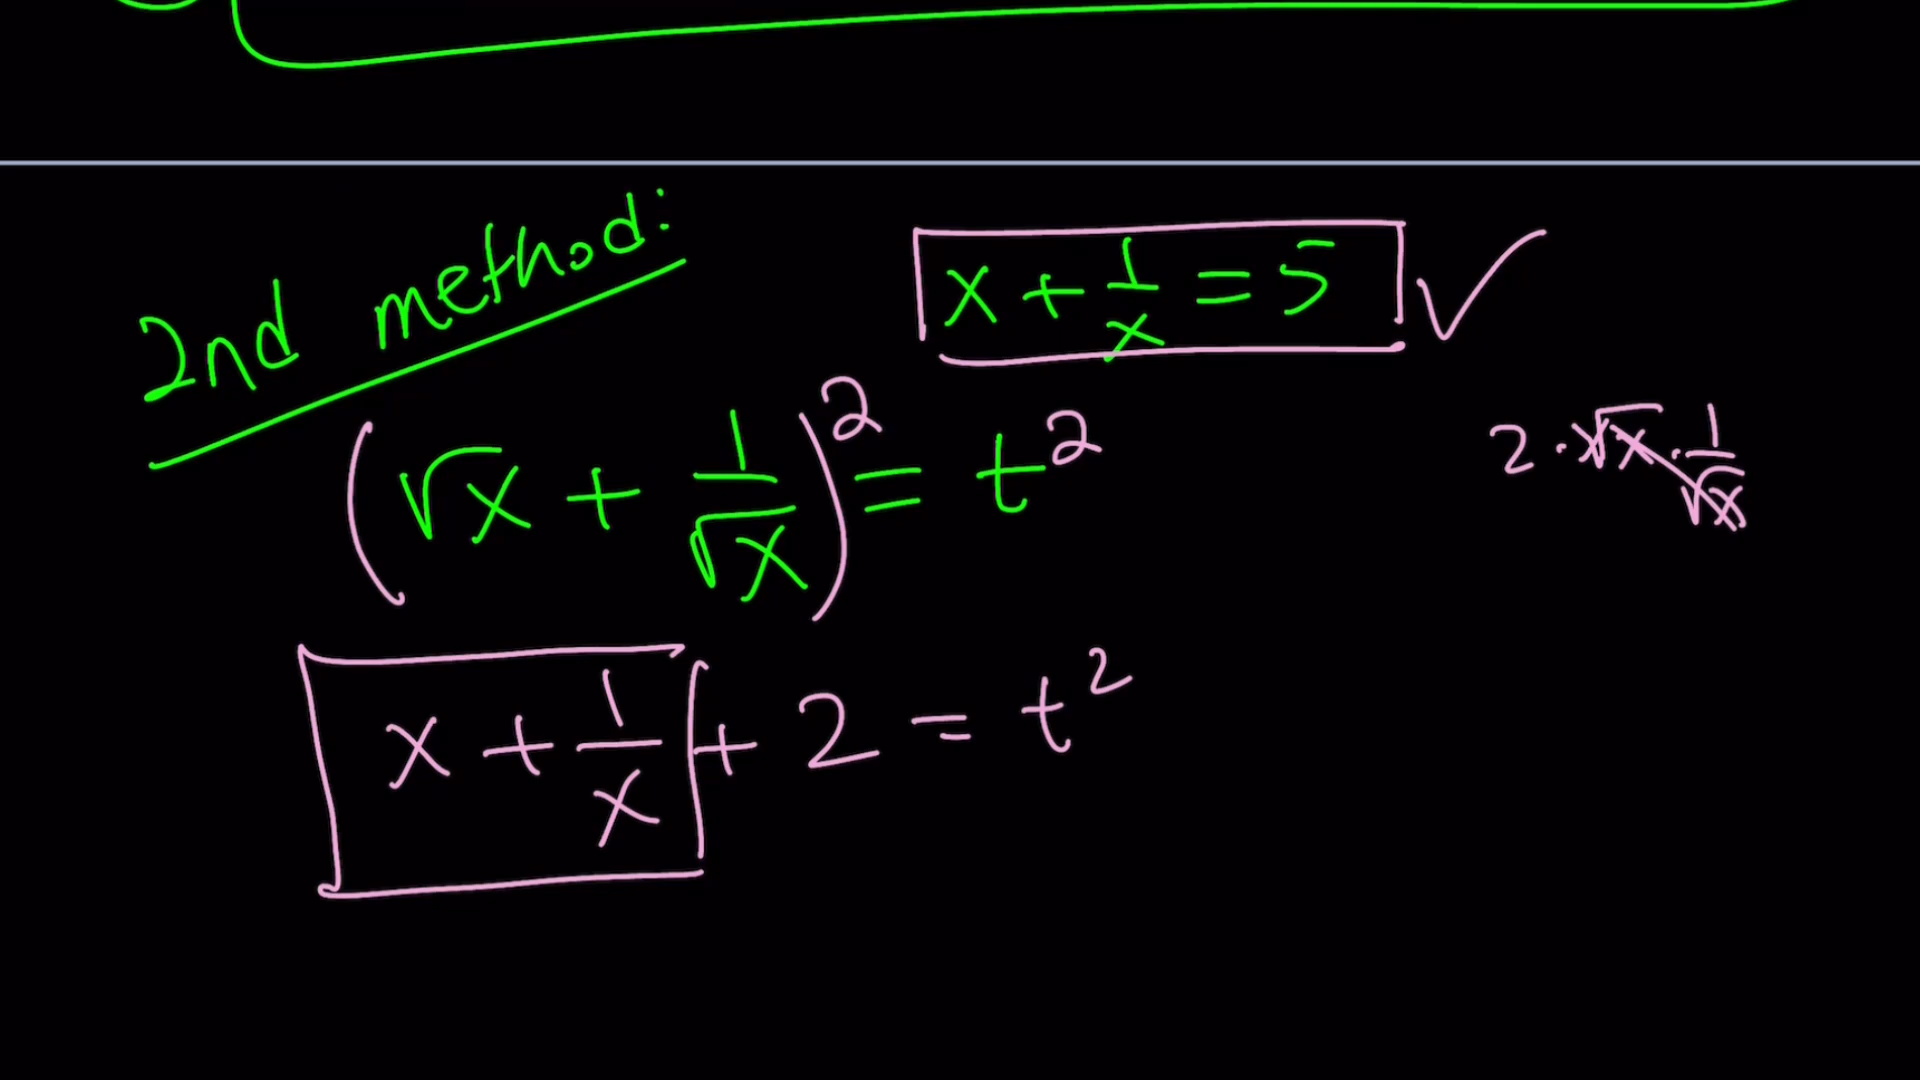 2nd method:
x + 1/x = 5 ✓
(√x + 1/√x)² = t²
2 · √x · 1/√x
x + 1/x + 2 = t²